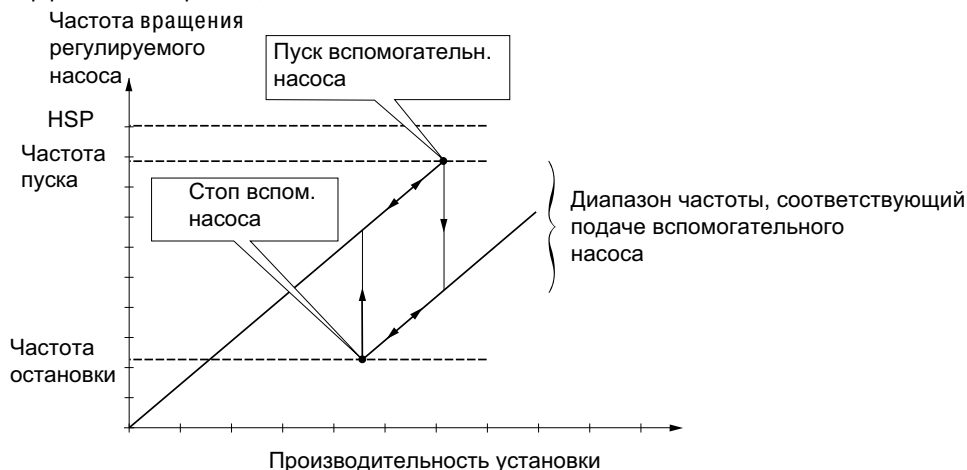 Частота вращения
регулируемого
насоса
Пуск вспомогательн.
насоса
HSP
Частота
пуска
Стоп вспом.
насоса
Диапазон частоты, соответствующий
подаче вспомогательного
насоса
Частота
остановки
Производительность установки